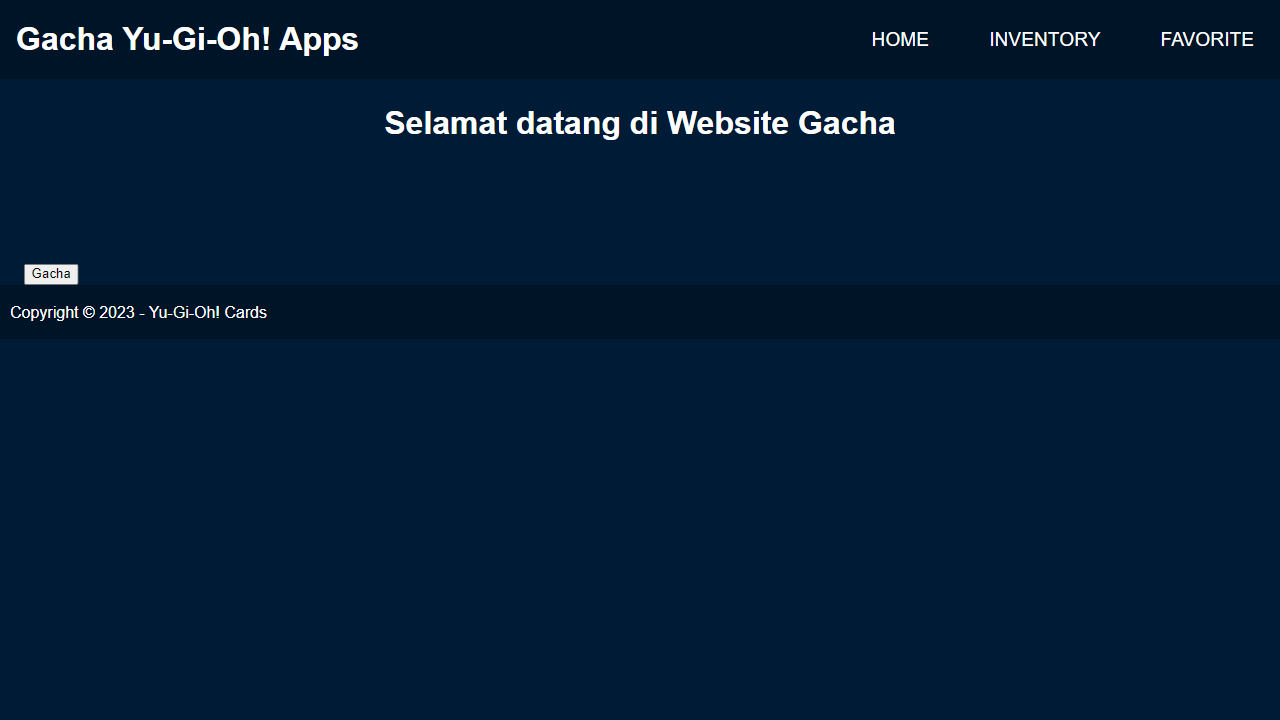 Gacha Yu-Gi-Oh! Apps
HOME INVENTORY FAVORITE
Selamat datang di Website Gacha
Gacha
Copyright © 2023 - Yu-Gi-Oh! Cards